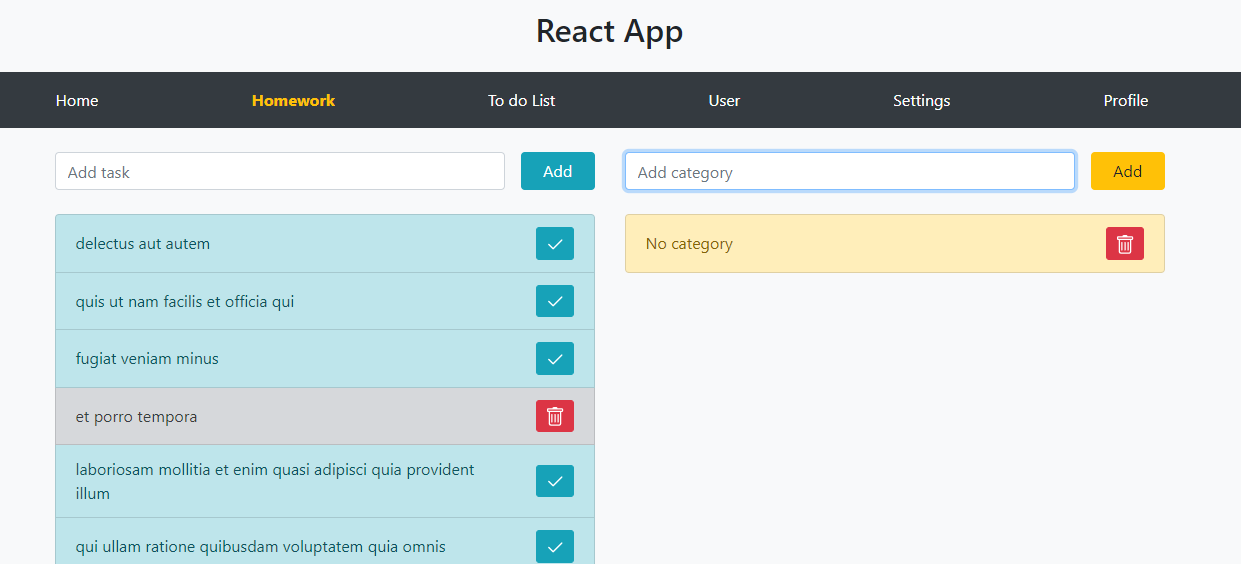 React App
Home Homework To do List User Settings Profile
Add task Add Add category Add
delectus aut autem
No category
quis ut nam facilis et officia qui
fugiat veniam minus
et porro tempora
laboriosam mollitia et enim quasi adipisci quia provident
illum
qui ullam ratione quibusdam voluptatem quia omnis